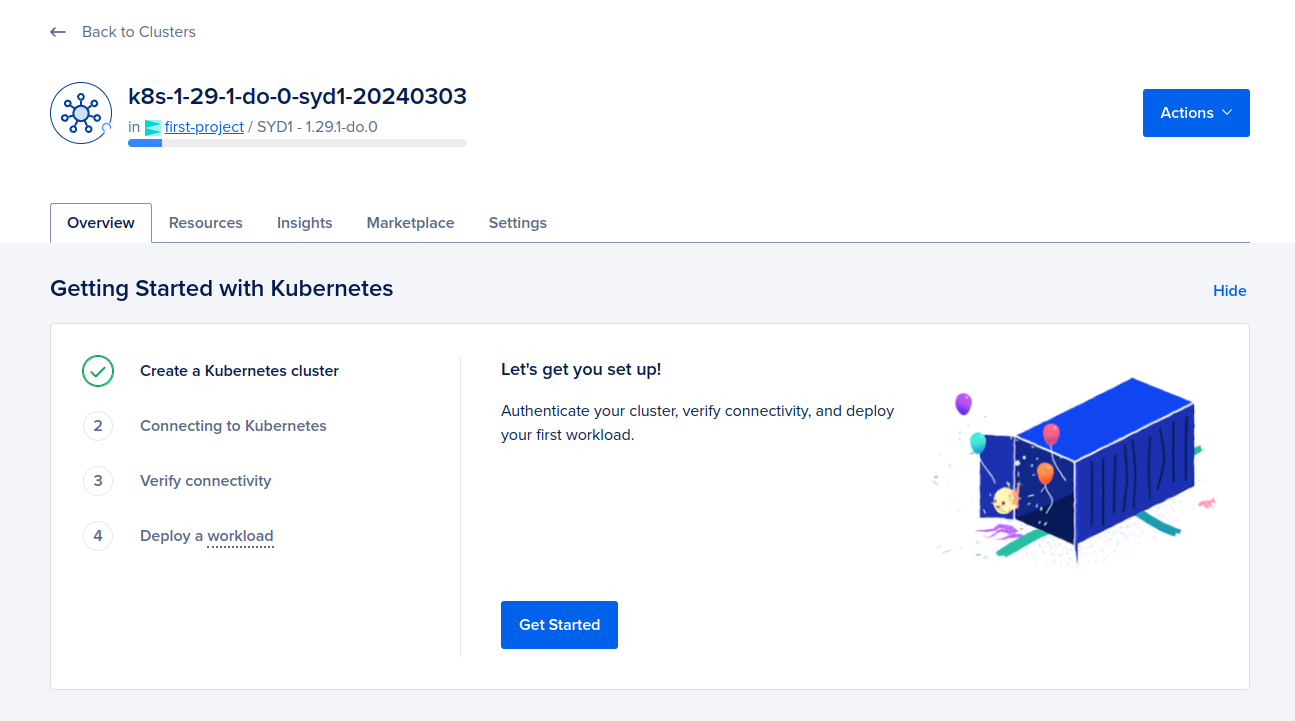 Back to Clusters
k8s-1-29-1-do-0-syd1-20240303
in first-project / SYD1 - 1.29.1-do.0
Actions
Overview Resources Insights Marketplace Settings
Getting Started with Kubernetes
Hide
Create a Kubernetes cluster
2 Connecting to Kubernetes
3 Verify connectivity
4 Deploy a workload
Let's get you set up!
Authenticate your cluster, verify connectivity, and deploy
your first workload.
Get Started